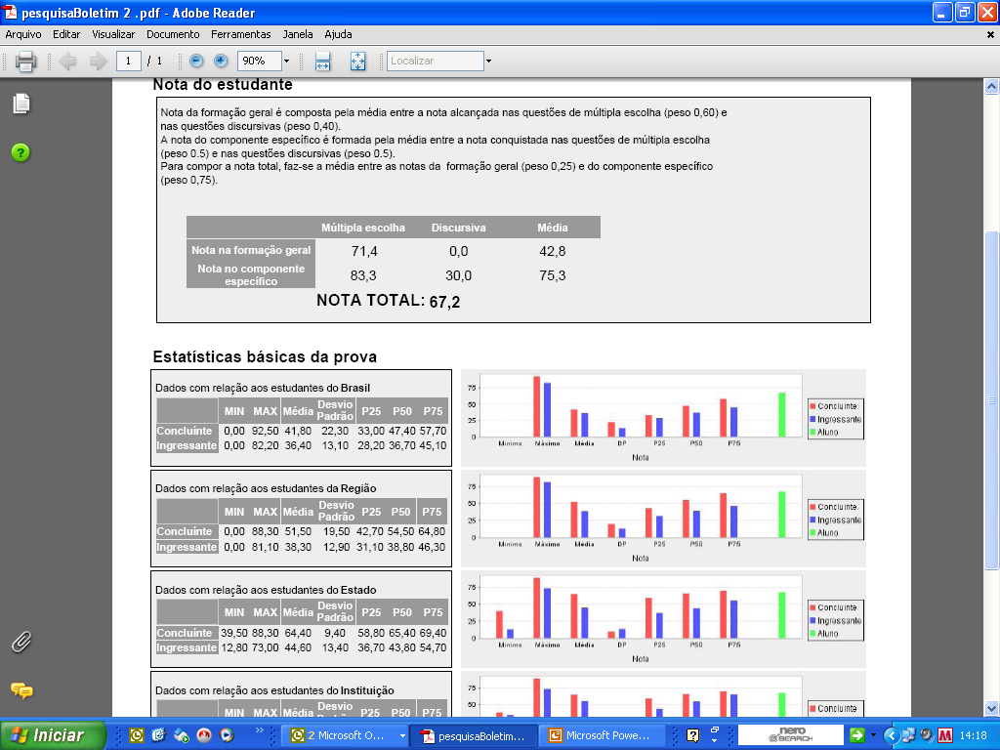 pesquisaBoletim 2 .pdf - Adobe Reader
Arquivo Editar Visualizar Documento Ferramentas Janela Ajuda
1 / 1 90% Localizar
Nota do estudante
Nota da formação geral é composta pela média entre a nota alcançada nas questões de múltipla escolha (peso 0,60) e
nas questões discursivas (peso 0,40).
A nota do componente específico é formada pela média entre a nota conquistada nas questões de múltipla escolha
(peso 0.5) e nas questões discursivas (peso 0.5).
Para compor a nota total, faz-se a média entre as notas da formação geral (peso 0,25) e do componente específico
(peso 0,75).
Múltipla escolha Discursiva Média
Nota na formação geral 71,4 0,0 42,8
Nota no componente
específico 83,3 30,0 75,3
NOTA TOTAL: 67,2
Estatísticas básicas da prova
Dados com relação aos estudantes do Brasil
MIN MAX Média Desvio Padrão P25 P50 P75
Concluínte 0,00 92,50 41,80 22,30 33,00 47,40 57,70
Ingressante 0,00 82,20 36,40 13,10 28,20 36,70 45,10
75
50
25
0
Mínimo Máximo Média DP P25 P50 P75
Nota
Concluinte
Ingressante
Aluno
Dados com relação aos estudantes da Região
MIN MAX Média Desvio Padrão P25 P50 P75
Concluínte 0,00 88,30 51,50 19,50 42,70 54,50 64,80
Ingressante 0,00 81,10 38,30 12,90 31,10 38,80 46,30
75
50
25
0
Mínimo Máximo Média DP P25 P50 P75
Nota
Concluinte
Ingressante
Aluno
Dados com relação aos estudantes do Estado
MIN MAX Média Desvio Padrão P25 P50 P75
Concluínte 39,50 88,30 64,40 9,40 58,80 65,40 69,40
Ingressante 12,80 73,00 44,60 13,40 36,70 43,80 54,70
75
50
25
0
Mínimo Máximo Média DP P25 P50 P75
Nota
Concluinte
Ingressante
Aluno
Dados com relação aos estudantes da Instituição
MIN MAX Média Desvio P25 P50 P75
75
50
Concluinte
Iniciar 2 Microsoft O... pesquisaBoletim... Microsoft Powe... nero SEARCH 14:18